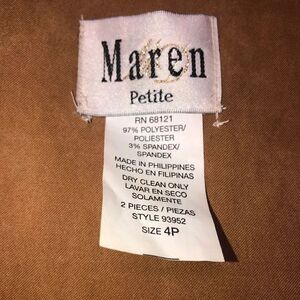 Maren
Petite
RN 68121
97% POLYESTER/
POLIESTER
3% SPANDEX/
SPANDEX
MADE IN PHILIPPINES
HECHO EN FILIPINAS
DRY CLEAN ONLY
LAVAR EN SECO
SOLAMENTE
2 PIECES / PIEZAS
STYLE 93952
SIZE 4P